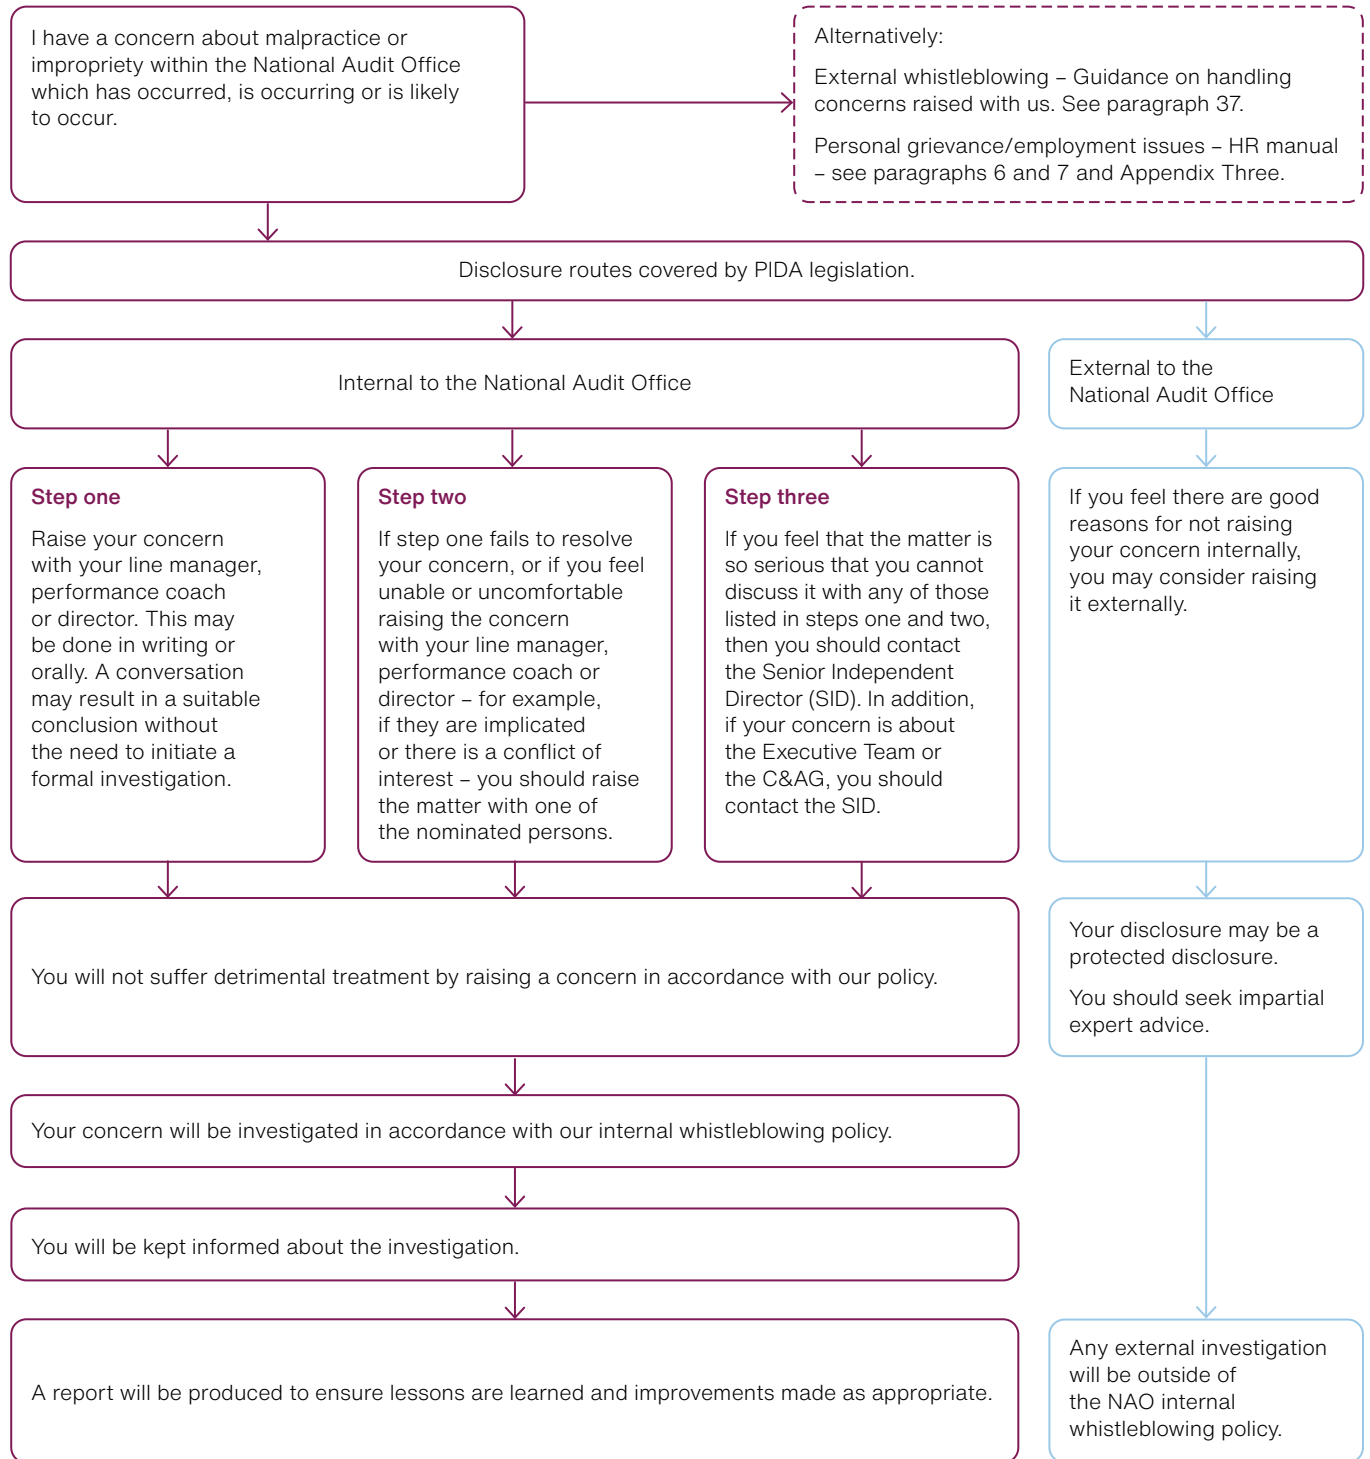 I have a concern about malpractice or
impropriety within the National Audit Office
which has occurred, is occurring or is likely
to occur.
Alternatively:
External whistleblowing – Guidance on handling
concerns raised with us. See paragraph 37.
Personal grievance/employment issues – HR manual
– see paragraphs 6 and 7 and Appendix Three.
Disclosure routes covered by PIDA legislation.
Internal to the National Audit Office
External to the
National Audit Office
Step one
Raise your concern
with your line manager,
performance coach
or director. This may
be done in writing or
orally. A conversation
may result in a suitable
conclusion without
the need to initiate a
formal investigation.
Step two
If step one fails to resolve
your concern, or if you feel
unable or uncomfortable
raising the concern
with your line manager,
performance coach or
director – for example,
if they are implicated
or there is a conflict of
interest – you should raise
the matter with one of
the nominated persons.
Step three
If you feel that the matter is
so serious that you cannot
discuss it with any of those
listed in steps one and two,
then you should contact
the Senior Independent
Director (SID). In addition,
if your concern is about
the Executive Team or
the C&AG, you should
contact the SID.
If you feel there are good
reasons for not raising
your concern internally,
you may consider raising
it externally.
You will not suffer detrimental treatment by raising a concern in accordance with our policy.
Your disclosure may be a
protected disclosure.
You should seek impartial
expert advice.
Your concern will be investigated in accordance with our internal whistleblowing policy.
You will be kept informed about the investigation.
A report will be produced to ensure lessons are learned and improvements made as appropriate.
Any external investigation
will be outside of
the NAO internal
whistleblowing policy.